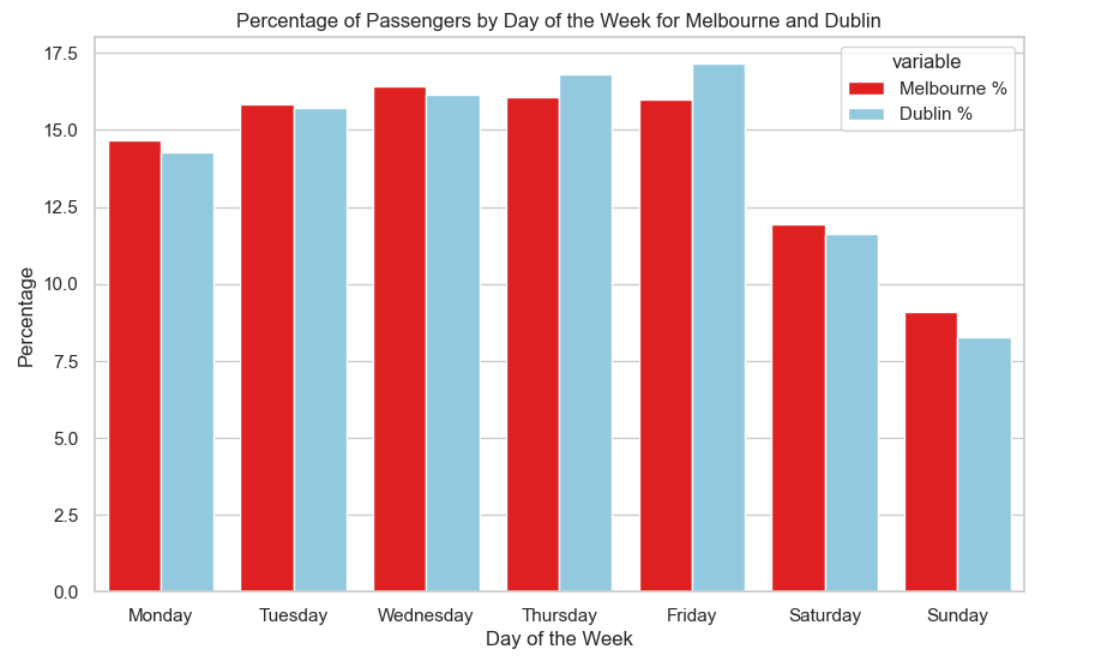 Percentage of Passengers by Day of the Week for Melbourne and Dublin
17.5
15.0
12.5
10.0
7.5
5.0
2.5
0.0
Percentage
variable
Melbourne %
Dublin %
Monday Tuesday Wednesday Thursday Friday Saturday Sunday
Day of the Week